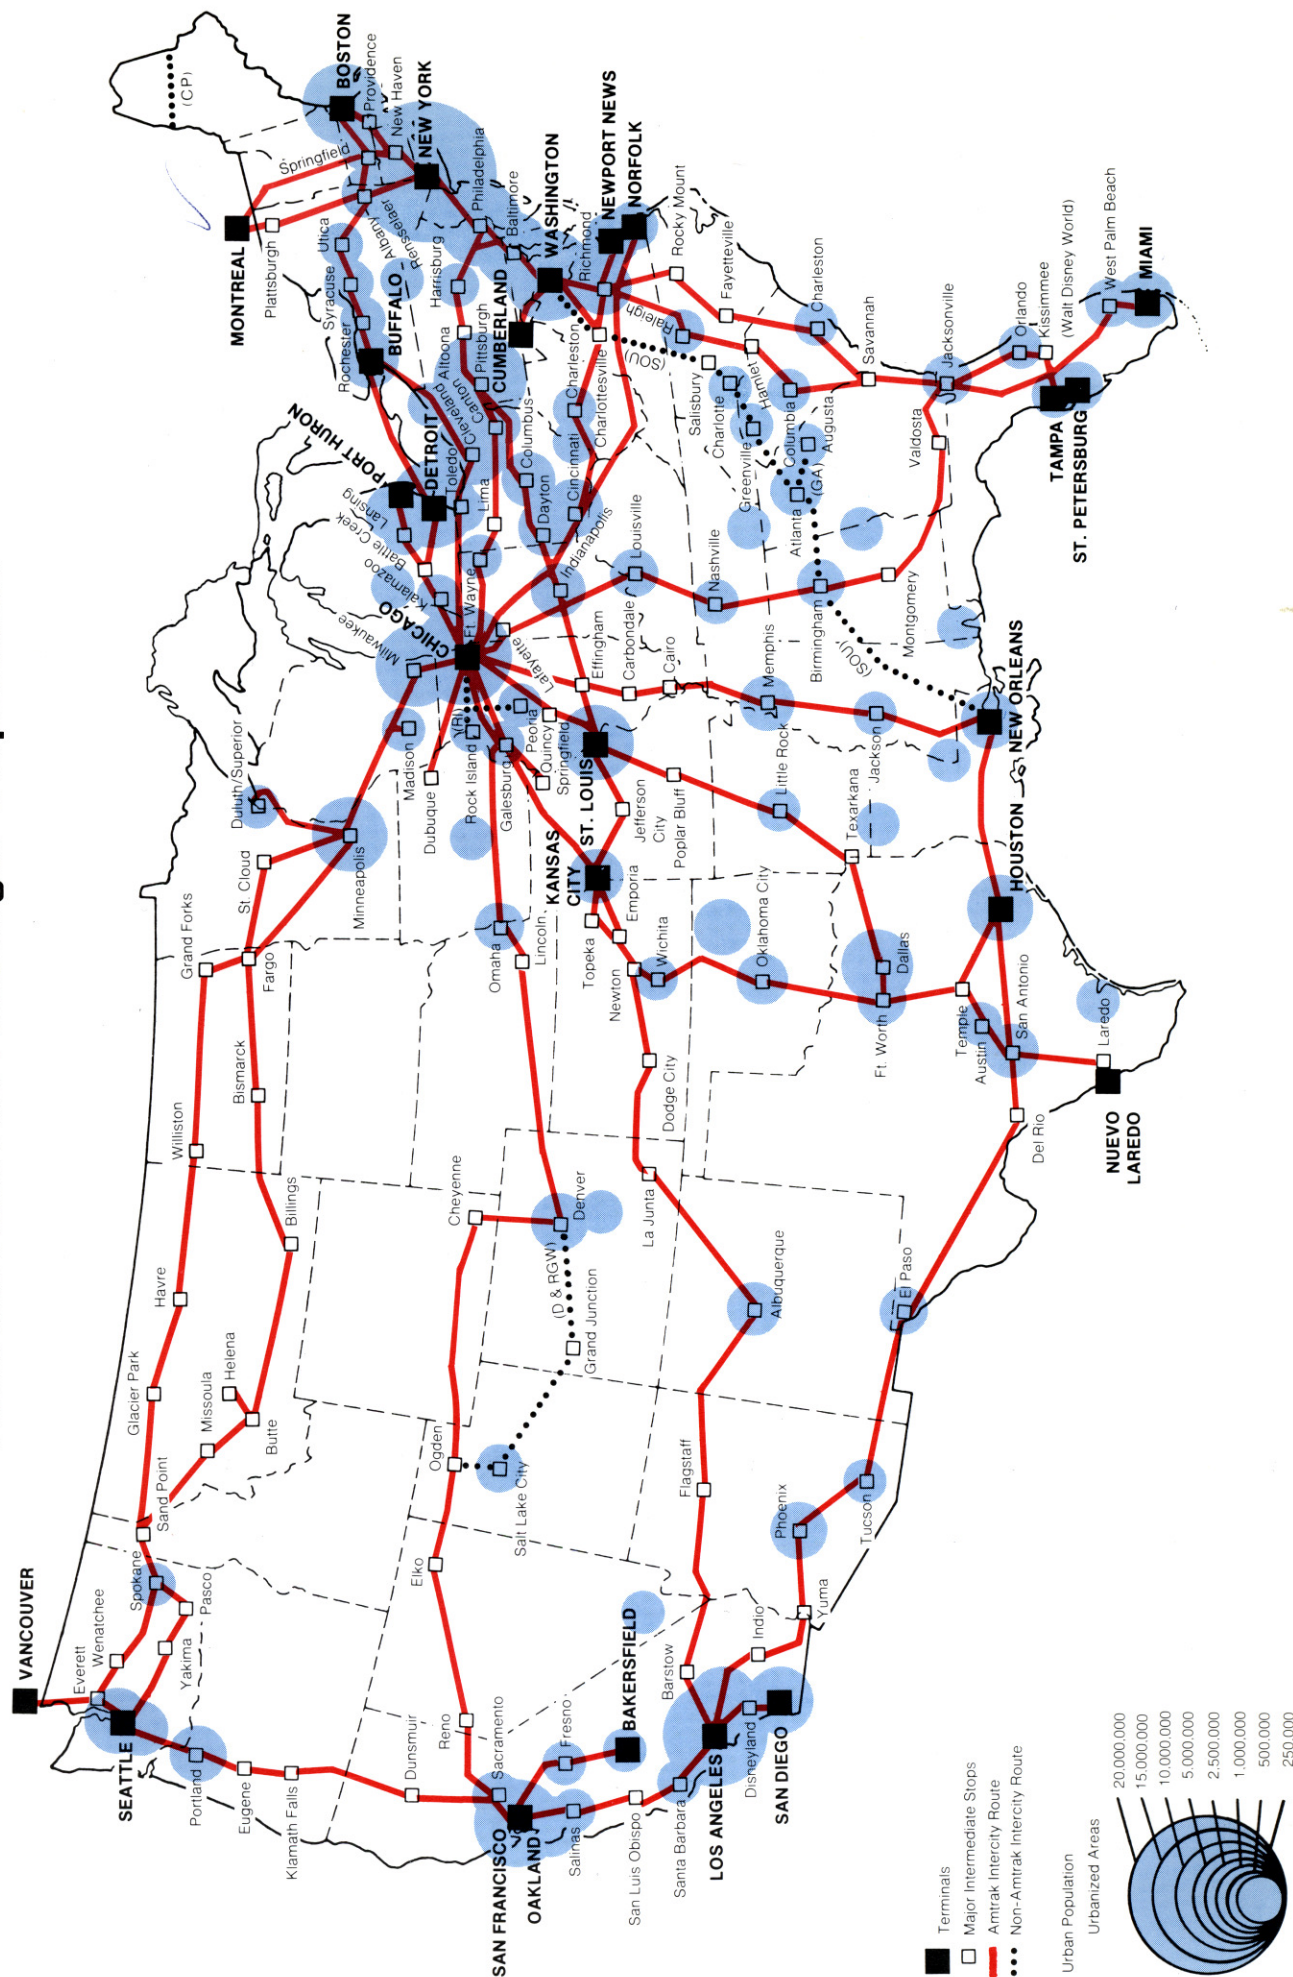 VANCOUVER
Everett
Wenatchee
Spokane
Sand Point
Glacier Park
Havre
Williston
Grand Forks
St. Cloud
Duluth/Superior
SEATTLE
Yakima
Pasco
Missoula
Helena
Butte
Billings
Bismarck
Fargo
Minneapolis
Portland
Eugene
Klamath Falls
Dunsmuir
Reno
Sacramento
Elko
Ogden
Salt Lake City
Cheyenne
Denver
(D & RGW)
Grand Junction
Lincoln
Omaha
SAN FRANCISCO
OAKLAND
Salinas
Fresno
BAKERSFIELD
San Luis Obispo
Santa Barbara
LOS ANGELES
Disneyland
SAN DIEGO
Barstow
Indio
Yuma
Phoenix
Tucson
Flagstaff
Albuquerque
El Paso
La Junta
Dodge City
Newton
Wichita
Topeka
Emporia
KANSAS
CITY
Oklahoma City
Ft. Worth
Dallas
Temple
Austin
San Antonio
Del Rio
Laredo
NUEVO
LAREDO
HOUSTON
NEW ORLEANS
Texarkana
Little Rock
Poplar Bluff
Jefferson
City
ST. LOUIS
Springfield
Quincy
Peoria
Galesburg
Rock Island
(RI)
Dubuque
Madison
Milwaukee
CHICAGO
Kalamazoo
Battle Creek
Lansing
PORT HURON
DETROIT
Toledo
Cleveland
Lima
Ft. Wayne
Lafayette
Effingham
Carbondale
Cairo
Memphis
Jackson
Indianapolis
Louisville
Nashville
Birmingham
Montgomery
(SOU)
Cincinnati
Dayton
Columbus
Canton
Pittsburgh
Altoona
Harrisburg
CUMBERLAND
Charleston
Charlottesville
BUFFALO
Rochester
Syracuse
Utica
Albany
Rensselaer
MONTREAL
Plattsburgh
Springfield
(CP)
BOSTON
Providence
New Haven
NEW YORK
Philadelphia
Baltimore
WASHINGTON
Richmond
NEWPORT NEWS
NORFOLK
Rocky Mount
Fayetteville
Raleigh
(SOU)
Salisbury
Charlotte
Hamlet
Greenville
Columbia
Augusta
(GA)
Atlanta
Charleston
Savannah
Valdosta
Jacksonville
Orlando
Kissimmee
(Walt Disney World)
West Palm Beach
MIAMI
TAMPA
ST. PETERSBURG
Terminals
Major Intermediate Stops
Amtrak Intercity Route
Non-Amtrak Intercity Route
Urban Population
Urbanized Areas
20.000.000
15.000.000
10.000.000
5.000.000
2.500.000
1.000.000
500.000
250.000